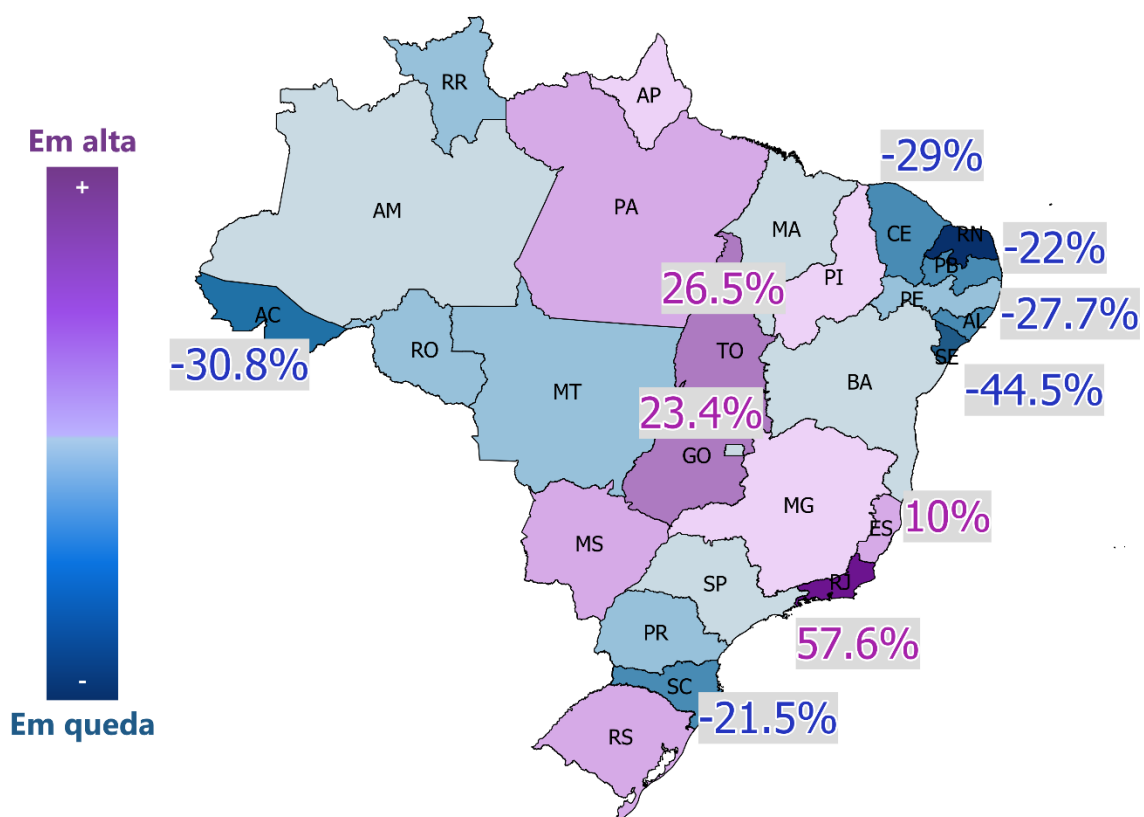 Em alta
+
-
Em queda
RR
AP
-29%
AM
PA
MA
CE
RN
-22%
PB
PI
26.5%
PE
-27.7%
AL
AC
-30.8%
RO
TO
SE
-44.5%
MT
BA
23.4%
GO
MG
10%
ES
MS
SP
RJ
57.6%
PR
SC
-21.5%
RS